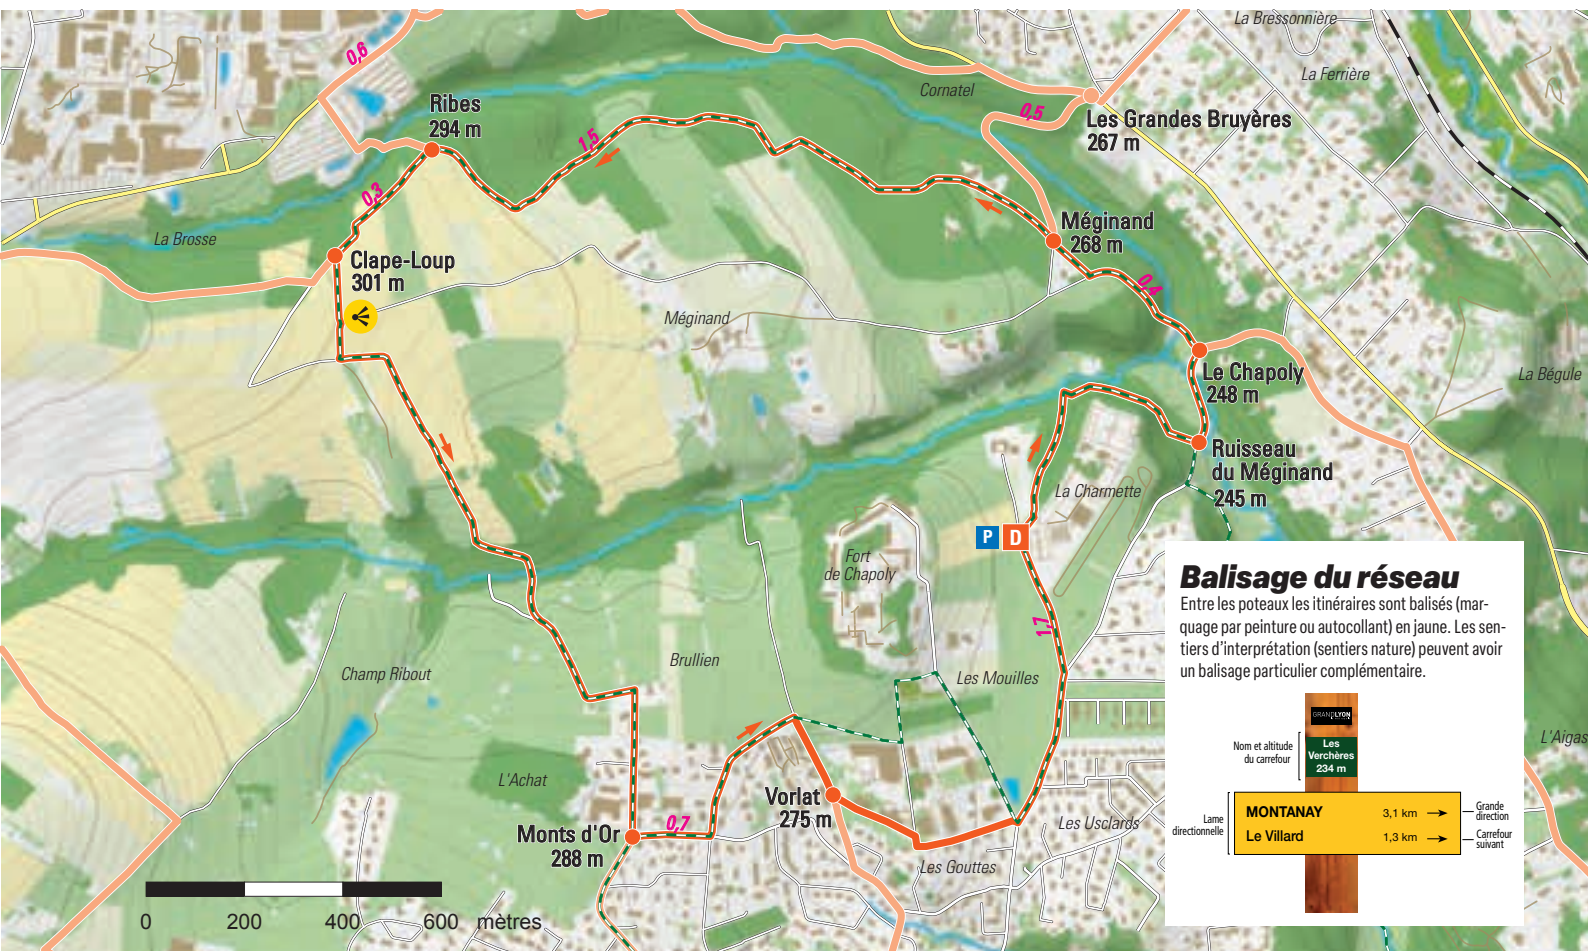 La Bressonnière
0,6
La Ferrière
Cornatel
Ribes
294 m
0,5
Les Grandes Bruyères
267 m
1,5
0,3
Méginand
268 m
La Brosse
Clape-Loup
301 m
0,4
Méginand
Le Chapoly
248 m
La Bégule
Ruisseau
du Méginand
245 m
La Charmette
P D
Fort
de Chapoly
1,7
Champ Ribout
Brullien
Les Mouilles
L'Achat
Vorlat
275 m
Monts d'Or
288 m
0,7
Les Usclards
Les Gouttes
L'Aigas
0 200 400 600 mètres
Balisage du réseau
Entre les poteaux les itinéraires sont balisés (mar-
quage par peinture ou autocollant) en jaune. Les sen-
tiers d'interprétation (sentiers nature) peuvent avoir
un balisage particulier complémentaire.
GRANDLYON
Nom et altitude
du carrefour
Les
Verchères
234 m
Lame
directionnelle
MONTANAY 3,1 km
Le Villard 1,3 km
Grande
direction
Carrefour
suivant